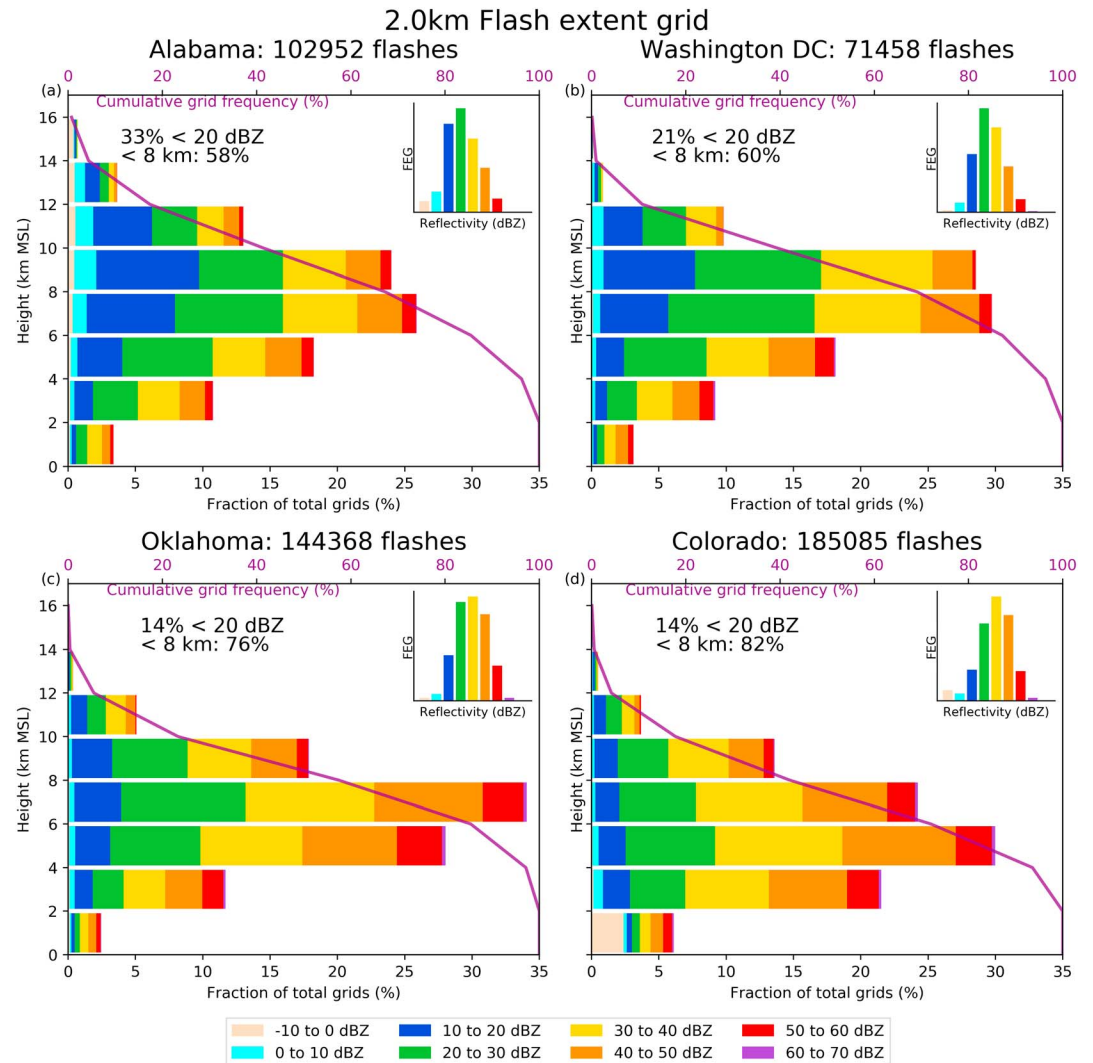 2.0km Flash extent grid
Alabama: 102952 flashes
0 20 40 60 80 100
(a)
Cumulative grid frequency (%)
33% < 20 dBZ
< 8 km: 58%
FEG
Reflectivity (dBZ)
Height (km MSL)
16
14
12
10
8
6
4
2
0
0 5 10 15 20 25 30 35
Fraction of total grids (%)
Washington DC: 71458 flashes
0 20 40 60 80 100
(b)
Cumulative grid frequency (%)
21% < 20 dBZ
< 8 km: 60%
FEG
Reflectivity (dBZ)
Height (km MSL)
16
14
12
10
8
6
4
2
0
0 5 10 15 20 25 30 35
Fraction of total grids (%)
Oklahoma: 144368 flashes
0 20 40 60 80 100
(c)
Cumulative grid frequency (%)
14% < 20 dBZ
< 8 km: 76%
FEG
Reflectivity (dBZ)
Height (km MSL)
16
14
12
10
8
6
4
2
0
0 5 10 15 20 25 30 35
Fraction of total grids (%)
Colorado: 185085 flashes
0 20 40 60 80 100
(d)
Cumulative grid frequency (%)
14% < 20 dBZ
< 8 km: 82%
FEG
Reflectivity (dBZ)
Height (km MSL)
16
14
12
10
8
6
4
2
0
0 5 10 15 20 25 30 35
Fraction of total grids (%)
-10 to 0 dBZ 10 to 20 dBZ 30 to 40 dBZ 50 to 60 dBZ
0 to 10 dBZ 20 to 30 dBZ 40 to 50 dBZ 60 to 70 dBZ